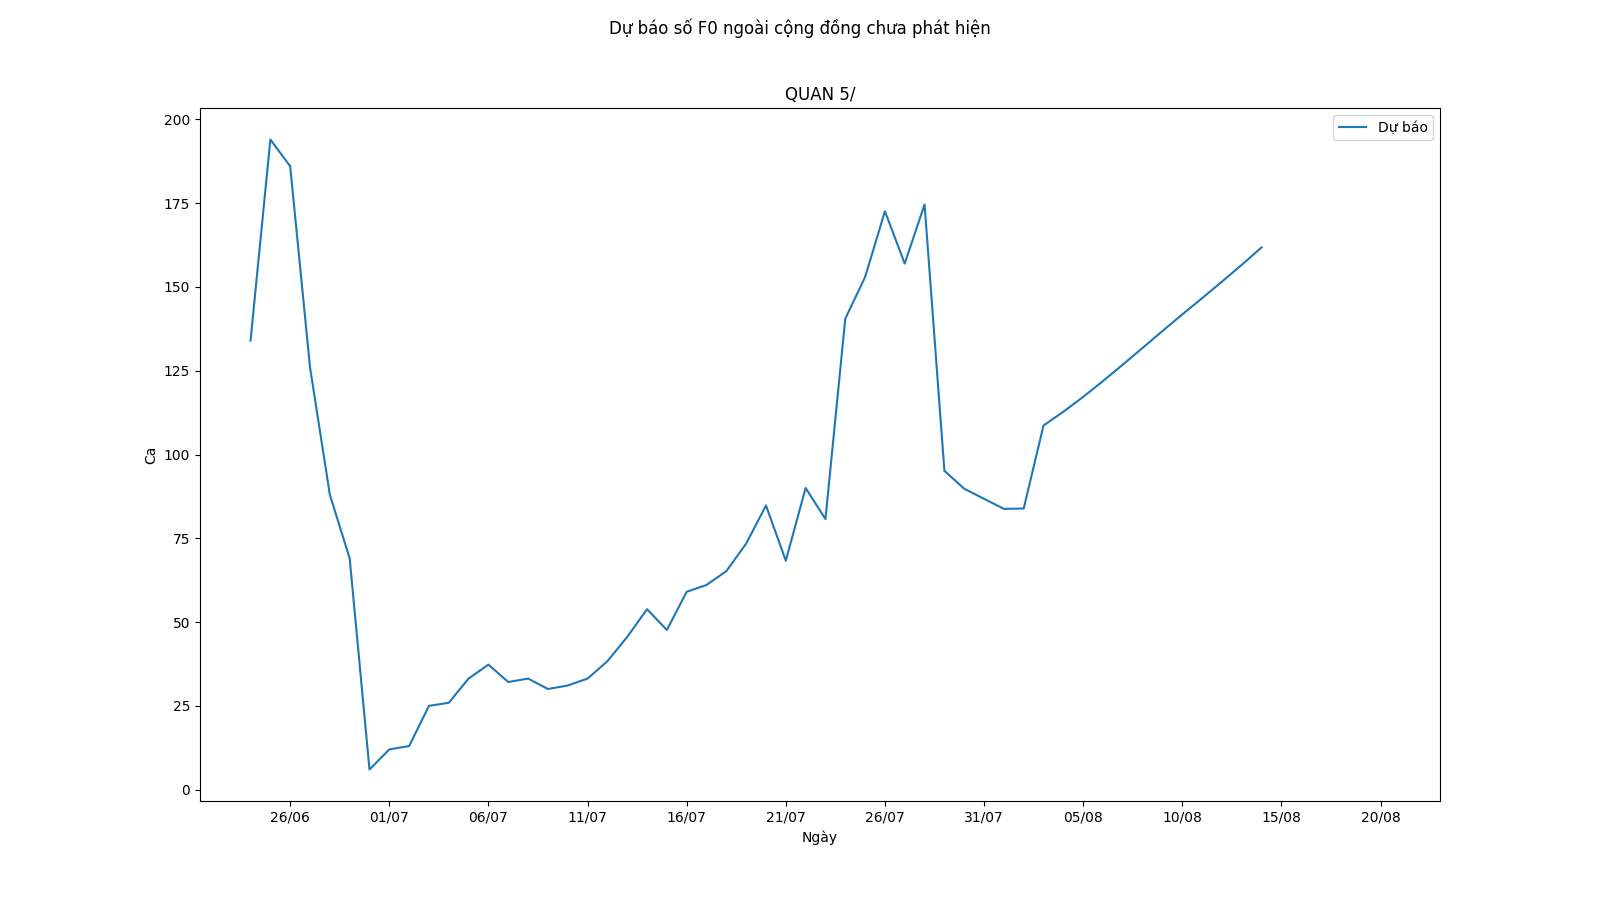 Dự báo số F0 ngoài cộng đồng chưa phát hiện
QUAN 5/
Dự báo
200
175
150
125
100
75
50
25
0
Ca
26/06 01/07 06/07 11/07 16/07 21/07 26/07 31/07 05/08 10/08 15/08 20/08
Ngày